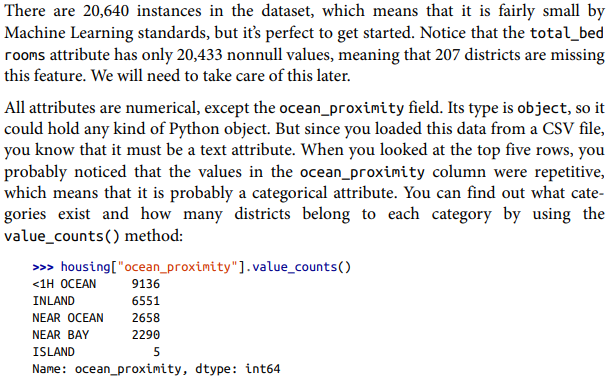 There are 20,640 instances in the dataset, which means that it is fairly small by
Machine Learning standards, but it’s perfect to get started. Notice that the total_bed
rooms attribute has only 20,433 nonnull values, meaning that 207 districts are missing
this feature. We will need to take care of this later.
All attributes are numerical, except the ocean_proximity field. Its type is object, so it
could hold any kind of Python object. But since you loaded this data from a CSV file,
you know that it must be a text attribute. When you looked at the top five rows, you
probably noticed that the values in the ocean_proximity column were repetitive,
which means that it is probably a categorical attribute. You can find out what cate-
gories exist and how many districts belong to each category by using the
value_counts() method:
>>> housing["ocean_proximity"].value_counts()
<1H OCEAN     9136
INLAND        6551
NEAR OCEAN    2658
NEAR BAY      2290
ISLAND           5
Name: ocean_proximity, dtype: int64